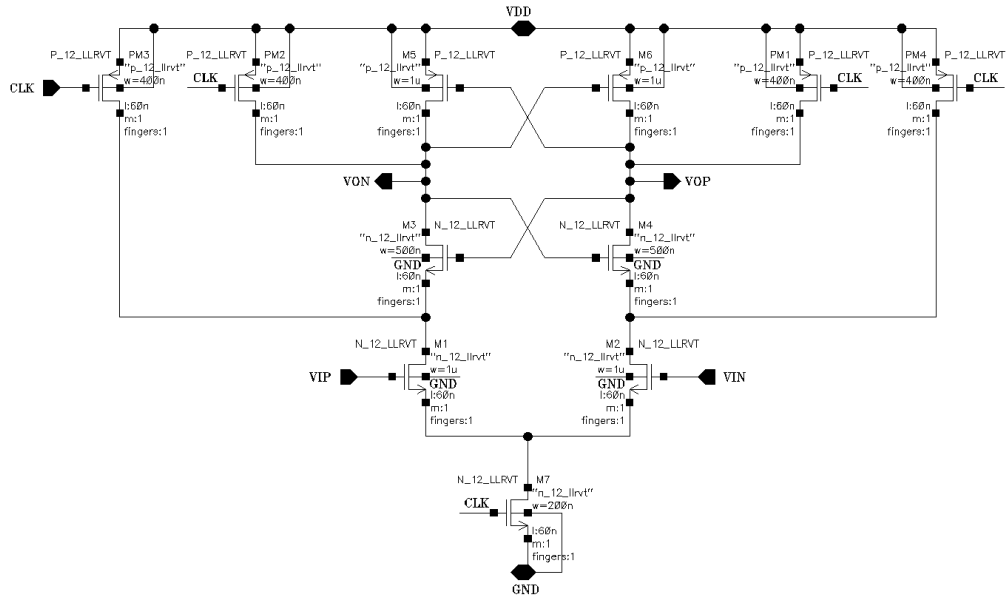 VDD
P_12_LLRVT PM3
"p_12_llrvt"
w=400n
CLK
l:60n
m:1
fingers:1
P_12_LLRVT PM2
"p_12_llrvt"
w=400n
CLK
l:60n
m:1
fingers:1
M5 P_12_LLRVT
"p_12_llrvt"
w=1u
l:60n
m:1
fingers:1
P_12_LLRVT M6
"p_12_llrvt"
w=1u
l:60n
m:1
fingers:1
PM1 P_12_LLRVT
"p_12_llrvt"
w=400n
CLK
l:60n
m:1
fingers:1
PM4 P_12_LLRVT
"p_12_llrvt"
w=400n
CLK
l:60n
m:1
fingers:1
VON
VOP
M3 N_12_LLRVT
"n_12_llrvt"
w=500n
GND
l:60n
m:1
fingers:1
N_12_LLRVT M4
"n_12_llrvt"
w=500n
GND
l:60n
m:1
fingers:1
N_12_LLRVT M1
"n_12_llrvt"
w=1u
VIP
GND
l:60n
m:1
fingers:1
M2 N_12_LLRVT
"n_12_llrvt"
w=1u
GND
VIN
l:60n
m:1
fingers:1
N_12_LLRVT M7
"n_12_llrvt"
CLK
w=200n
l:60n
m:1
fingers:1
GND